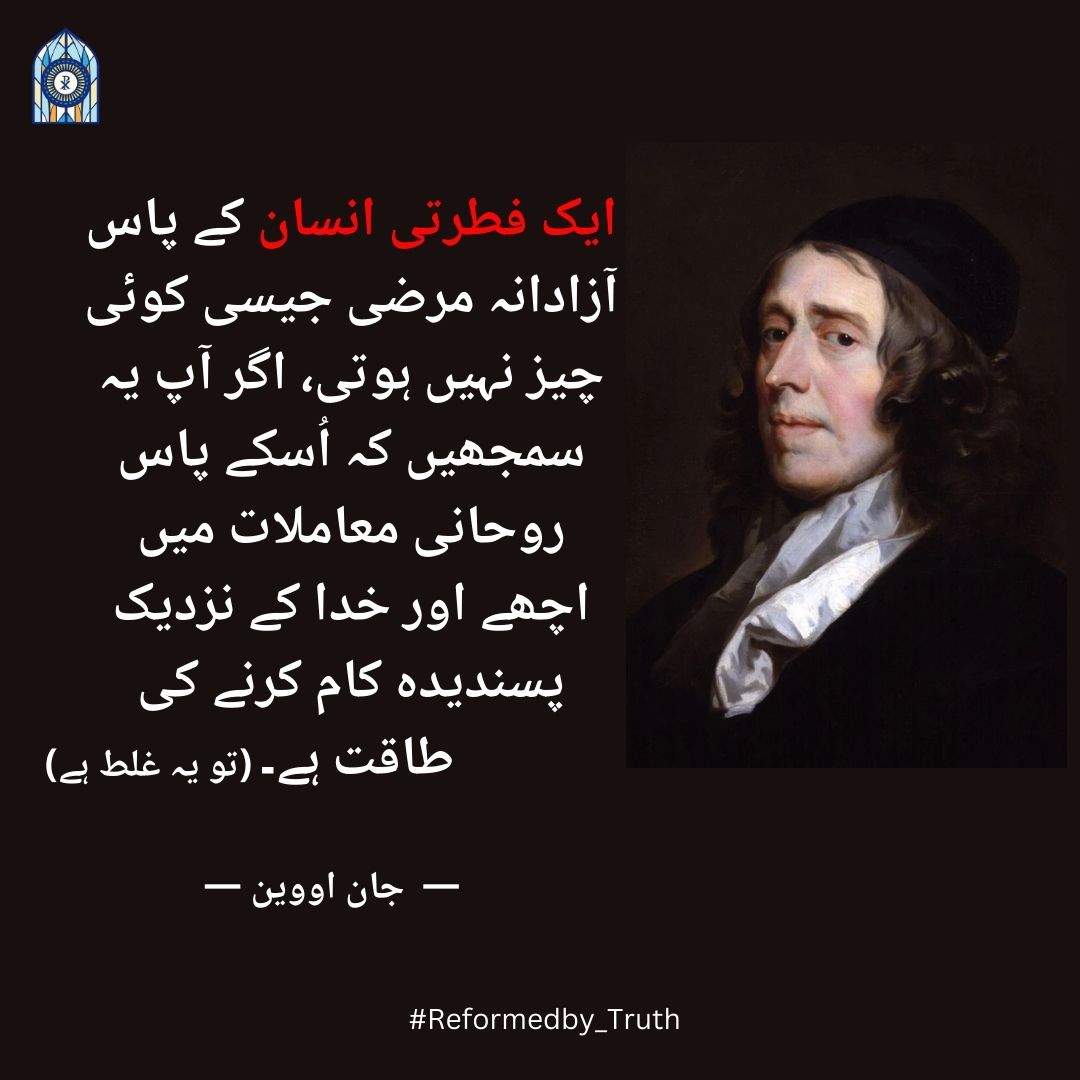 ایک فطرتی انسان کے پاس
آزادانہ مرضی جیسی کوئی
چیز نہیں ہوتی، اگر آپ یہ
سمجھیں کہ اُسکے پاس
روحانی معاملات میں
اچھے اور خدا کے نزدیک
پسندیدہ کام کرنے کی
طاقت ہے۔ (تو یہ غلط ہے)
— جان اووین —
#Reformedby_Truth